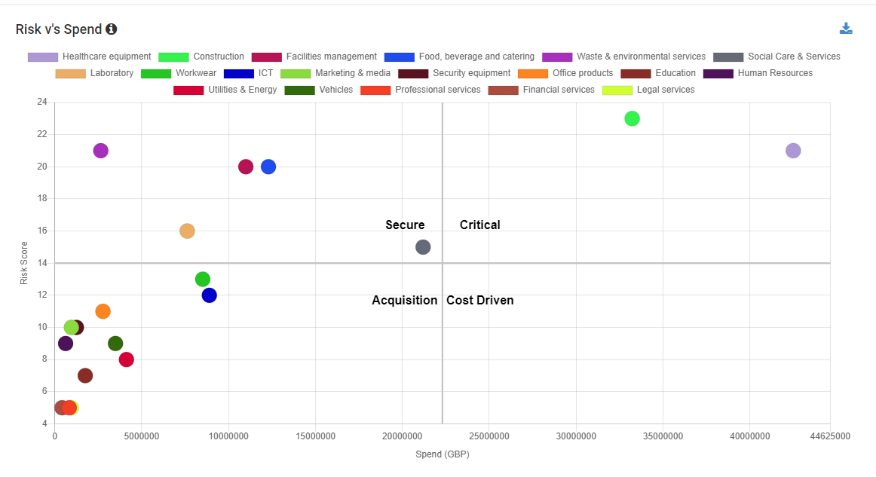 Risk v's Spend
Healthcare equipment Construction Facilities management Food, beverage and catering Waste & environmental services Social Care & Services
Laboratory Workwear ICT Marketing & media Security equipment Office products Education Human Resources
Utilities & Energy Vehicles Professional services Financial services Legal services
24
22
20
18
16
14
12
10
8
6
4
Risk Score
Secure Critical
Acquisition Cost Driven
0 5000000 10000000 15000000 20000000 25000000 30000000 35000000 40000000 44625000
Spend (GBP)